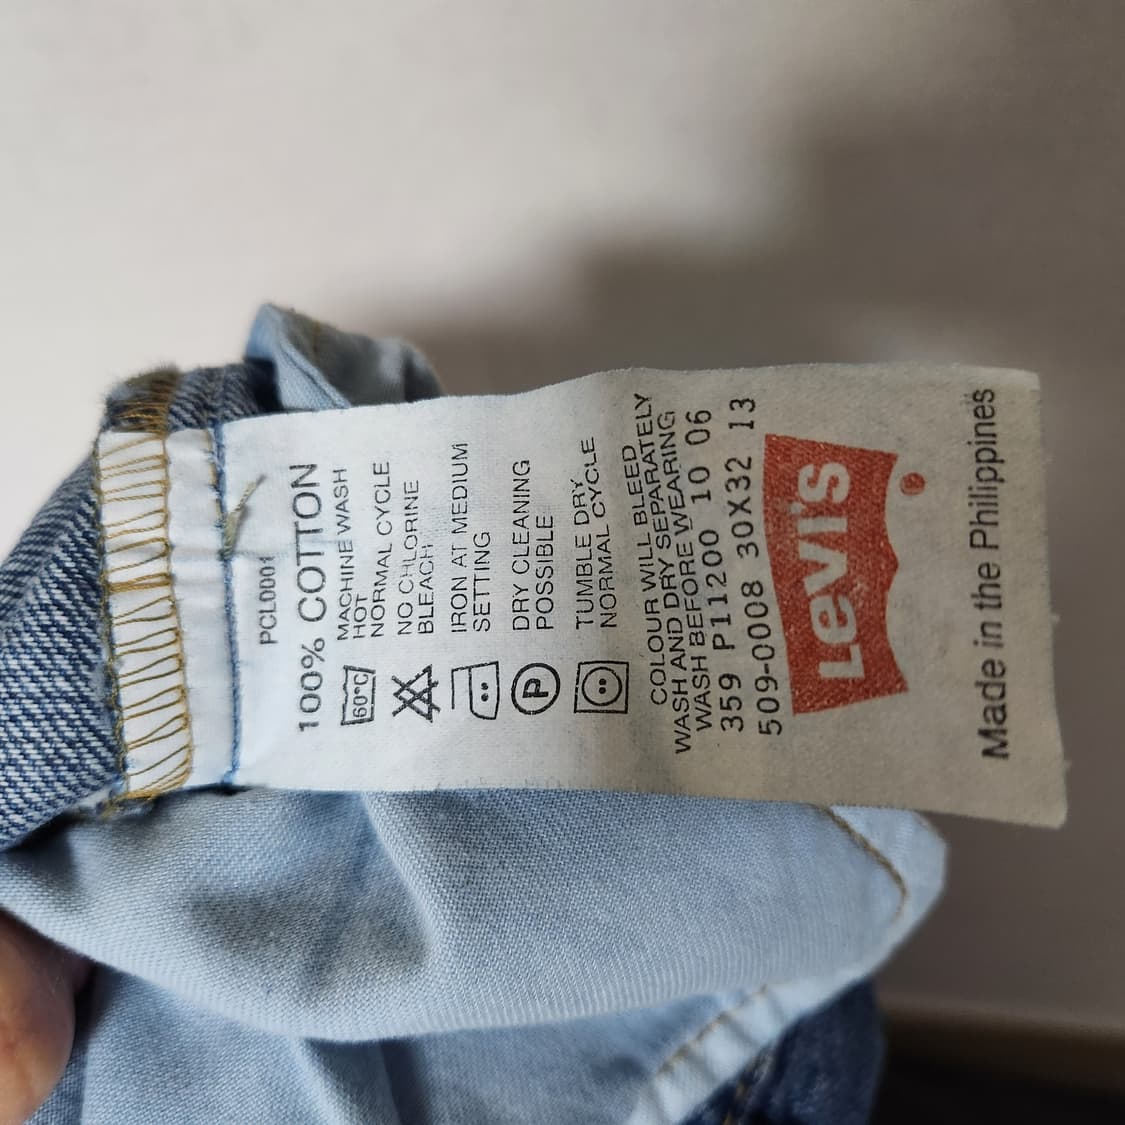 PCL0001
100% COTTON
60°C
MACHINE WASH
HOT
NORMAL CYCLE
NO CHLORINE
BLEACH
IRON AT MEDIUM
SETTING
P
DRY CLEANING
POSSIBLE
TUMBLE DRY
NORMAL CYCLE
COLOUR WILL BLEED
WASH AND DRY SEPARATELY
WASH BEFORE WEARING
359 P11200 10 06
509-0008 30X32 13
Levi's
Made in the Philippines